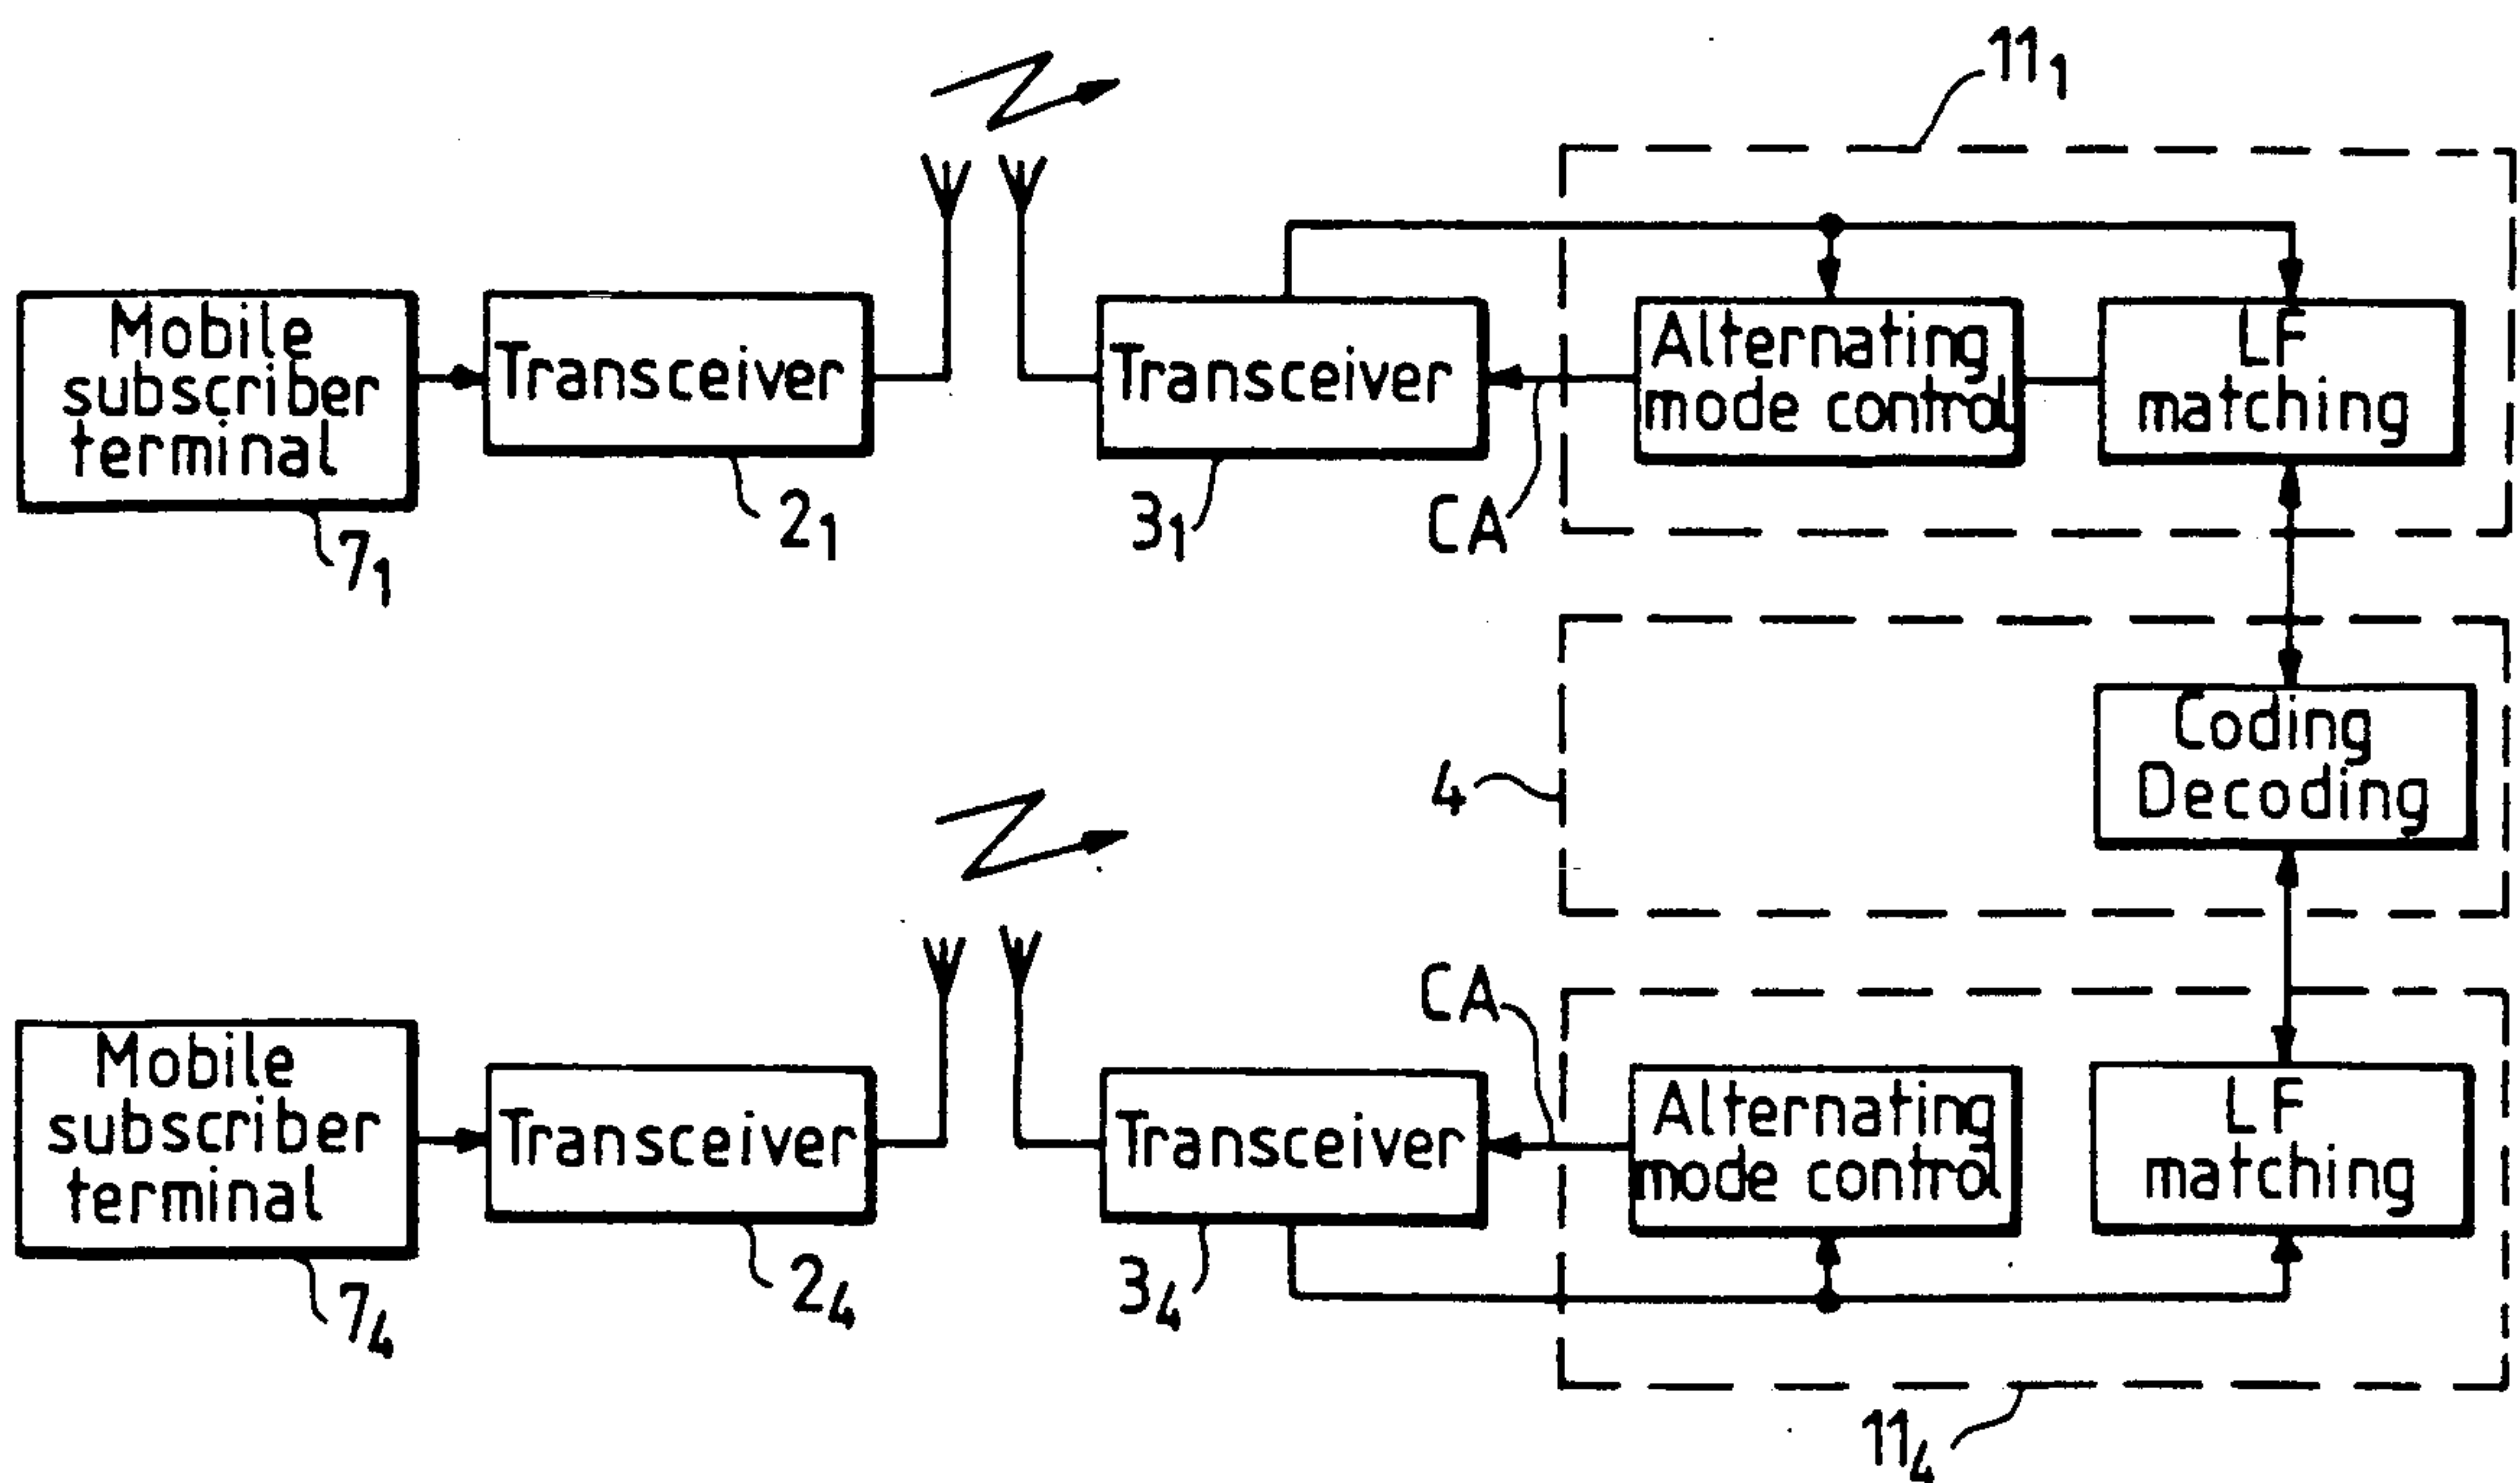 11₁
Mobile
subscriber
terminal
Transceiver
Transceiver
Alternating
mode control
LF
matching
7₁
2₁
3₁
CA
Coding
Decoding
4
CA
Mobile
subscriber
terminal
Transceiver
Transceiver
Alternating
mode control
LF
matching
7₄
2₄
3₄
11₄